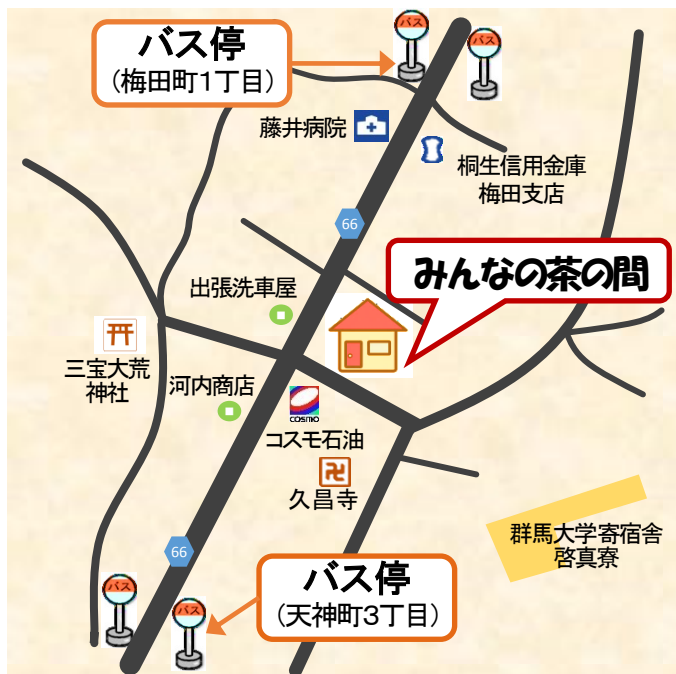 バス
バス
バス停
(梅田町1丁目)
藤井病院
桐生信用金庫
梅田支店
66
みんなの茶の間
出張洗車屋
三宝大荒
神社
河内商店
COSMO
コスモ石油
卍
久昌寺
群馬大学寄宿舎
啓真寮
66
バス停
(天神町3丁目)
バス
バス